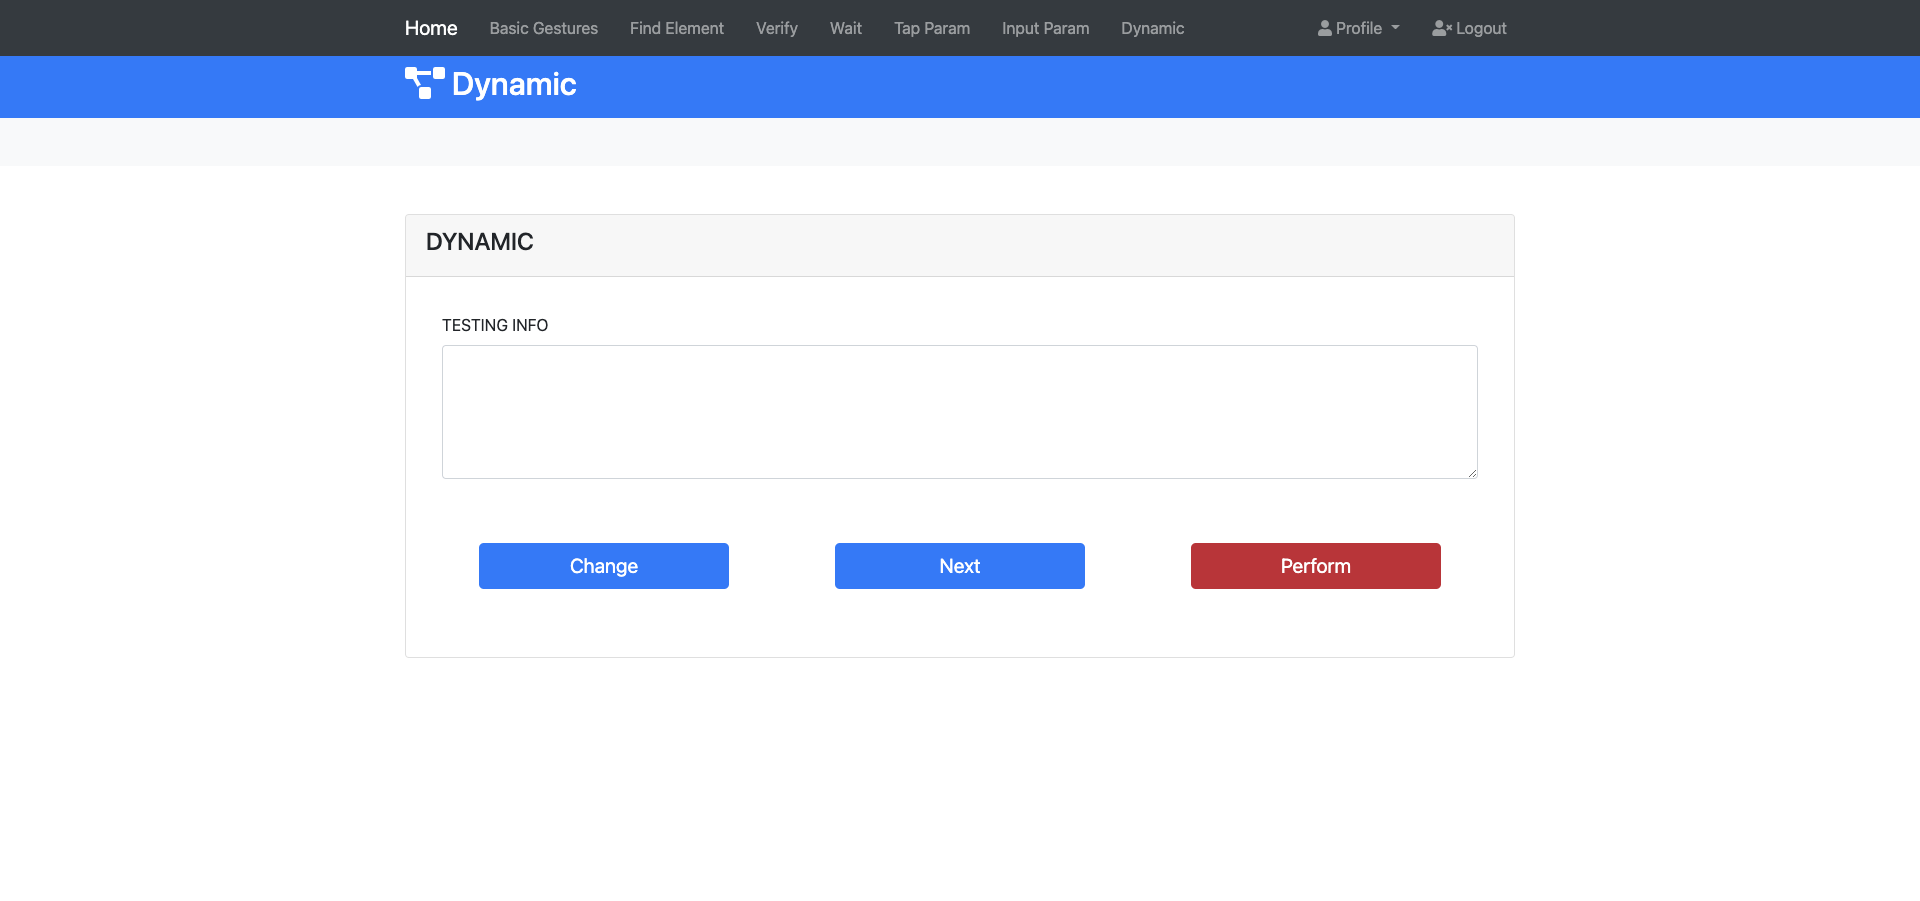 Home Basic Gestures Find Element Verify Wait Tap Param Input Param Dynamic Profile Logout
Dynamic
DYNAMIC
TESTING INFO
Change Next Perform